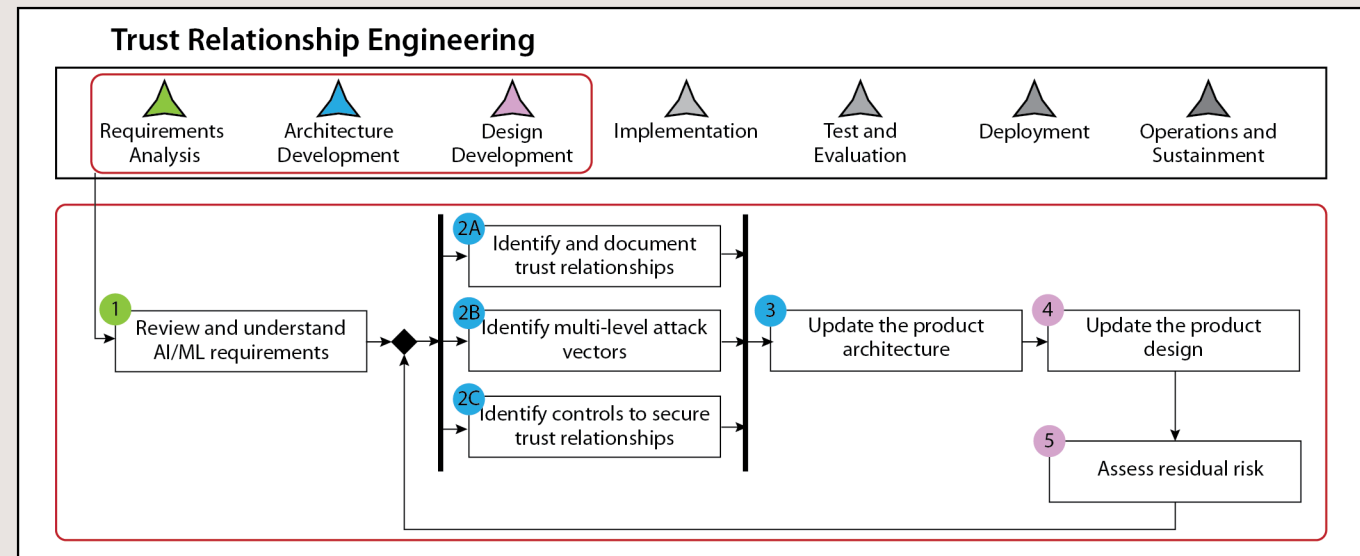 Trust Relationship Engineering
Requirements
Analysis
Architecture
Development
Design
Development
Implementation
Test and
Evaluation
Deployment
Operations and
Sustainment
1
Review and understand
AI/ML requirements
2A
Identify and document
trust relationships
2B
Identify multi-level attack
vectors
2C
Identify controls to secure
trust relationships
3
Update the product
architecture
4
Update the product
design
5
Assess residual risk